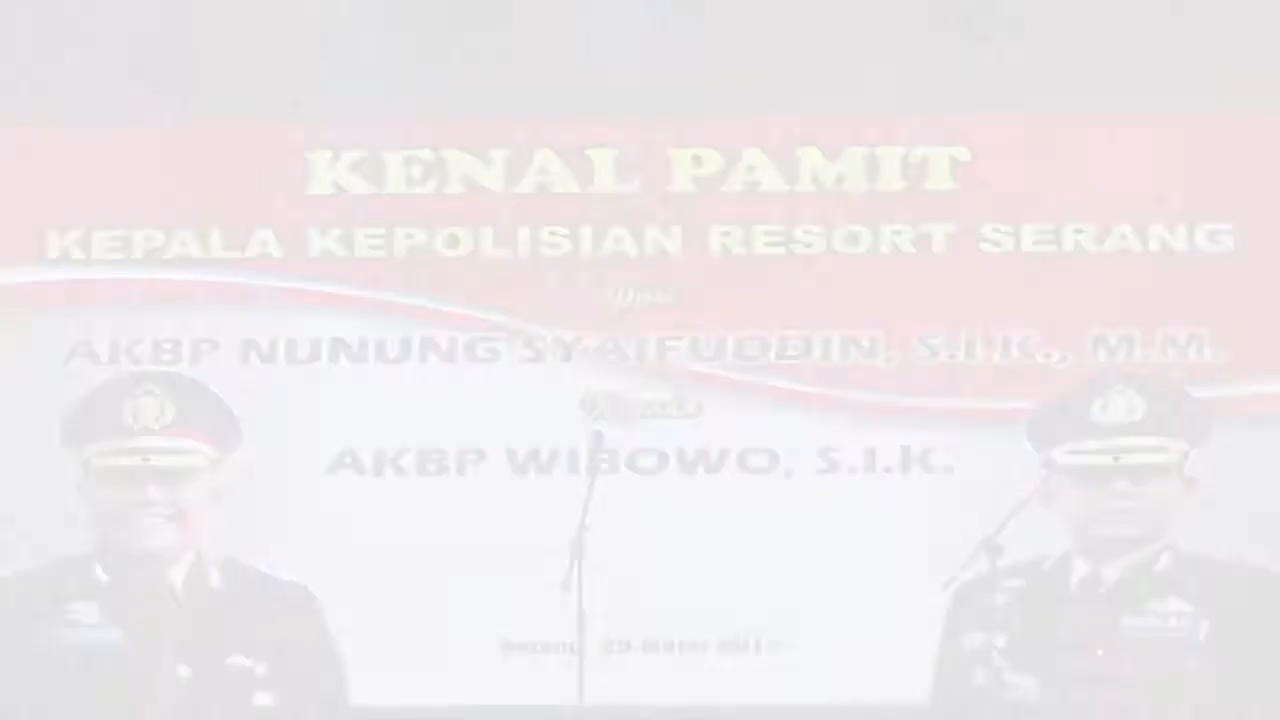 KENAL PAMIT
KEPALA KEPOLISIAN RESORT SERANG
AKBP NUNUNG SYAIFUDDIN, S.I.K., M.M.
AKBP WIBOWO, S.I.K.